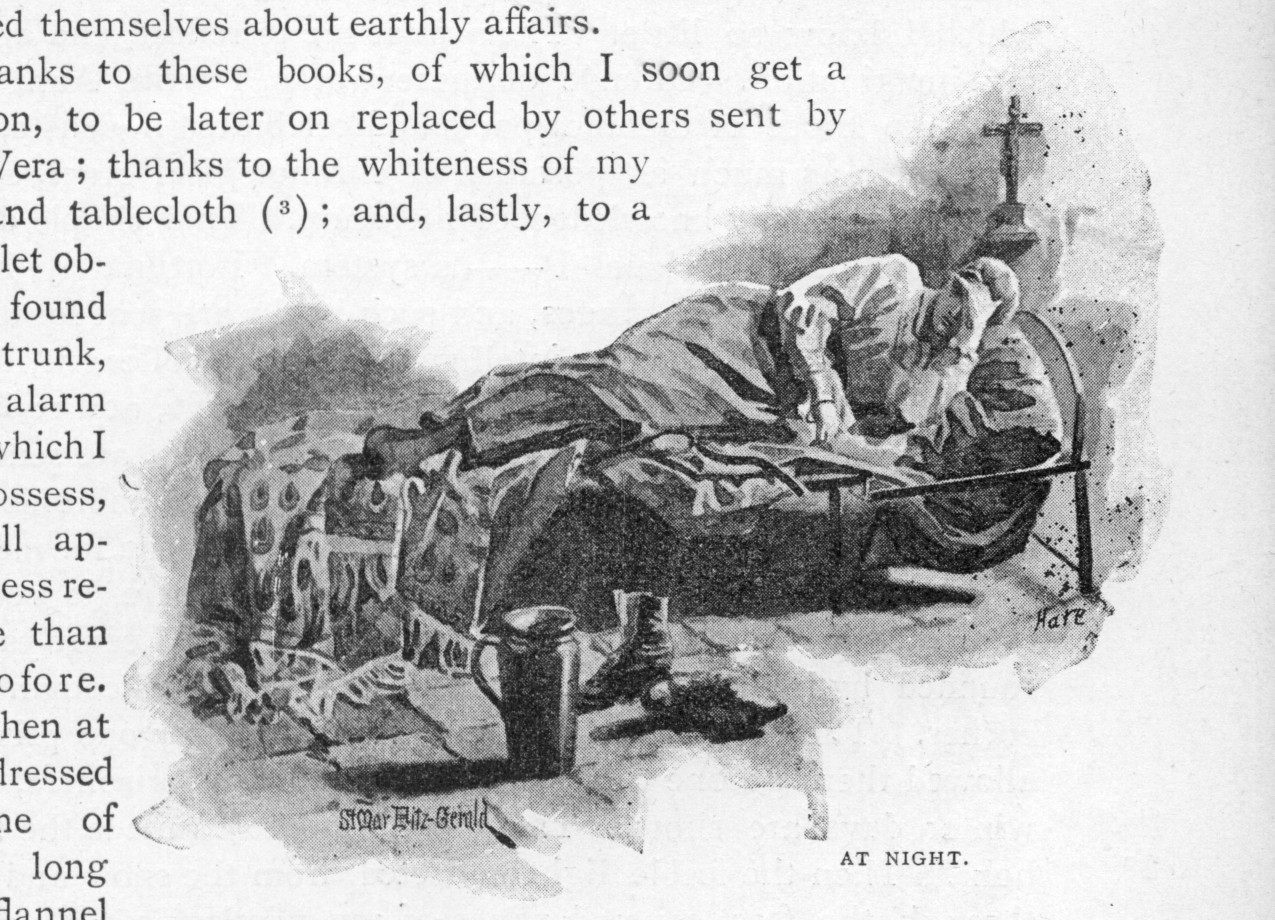 ed themselves about earthly affairs.
anks to these books, of which I soon get a
on, to be later on replaced by others sent by
Vera ; thanks to the whiteness of my
and tablecloth (³) ; and, lastly, to a
let ob-
found
trunk,
alarm
which I
ossess,
ll ap-
ess re-
e than
ofore.
hen at
dressed
ne of
long
flannel
Hare
St Mar Fitz-Gerald
AT NIGHT.